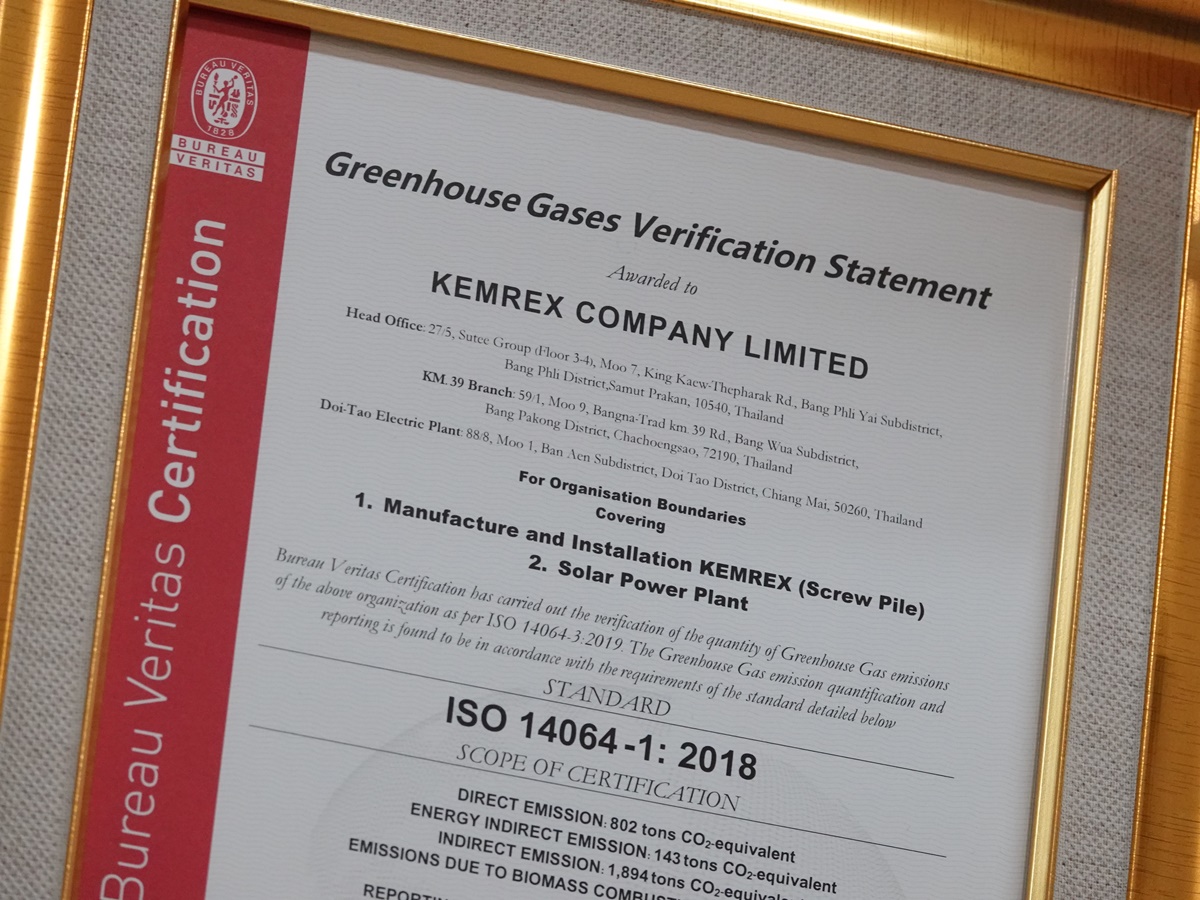 BUREAU VERITAS
1828
BUREAU
VERITAS
Bureau Veritas Certification
Greenhouse Gases Verification Statement
Awarded to
KEMREX COMPANY LIMITED
Head Office: 27/5, Sutee Group (Floor 3-4), Moo 7, King Kaew-Thepharak Rd., Bang Phli Yai Subdistrict,
Bang Phli District,Samut Prakan, 10540, Thailand
KM. 39 Branch: 59/1, Moo 9, Bangna-Trad km. 39 Rd., Bang Wua Subdistrict,
Bang Pakong District, Chachoengsao, 72190, Thailand
Doi-Tao Electric Plant: 88/8, Moo 1, Ban Aen Subdistrict, Doi Tao District, Chiang Mai, 50260, Thailand
For Organisation Boundaries
Covering
1. Manufacture and Installation KEMREX (Screw Pile)
2. Solar Power Plant
Bureau Veritas Certification has carried out the verification of the quantity of Greenhouse Gas emissions
of the above organization as per ISO 14064-3:2019. The Greenhouse Gas emission quantification and
reporting is found to be in accordance with the requirements of the standard detailed below
STANDARD
ISO 14064-1: 2018
SCOPE OF CERTIFICATION
DIRECT EMISSION: 802 tons CO₂-equivalent
ENERGY INDIRECT EMISSION: 143 tons CO₂-equivalent
INDIRECT EMISSION: 1,894 tons CO₂-equivalent
EMISSIONS DUE TO BIOMASS